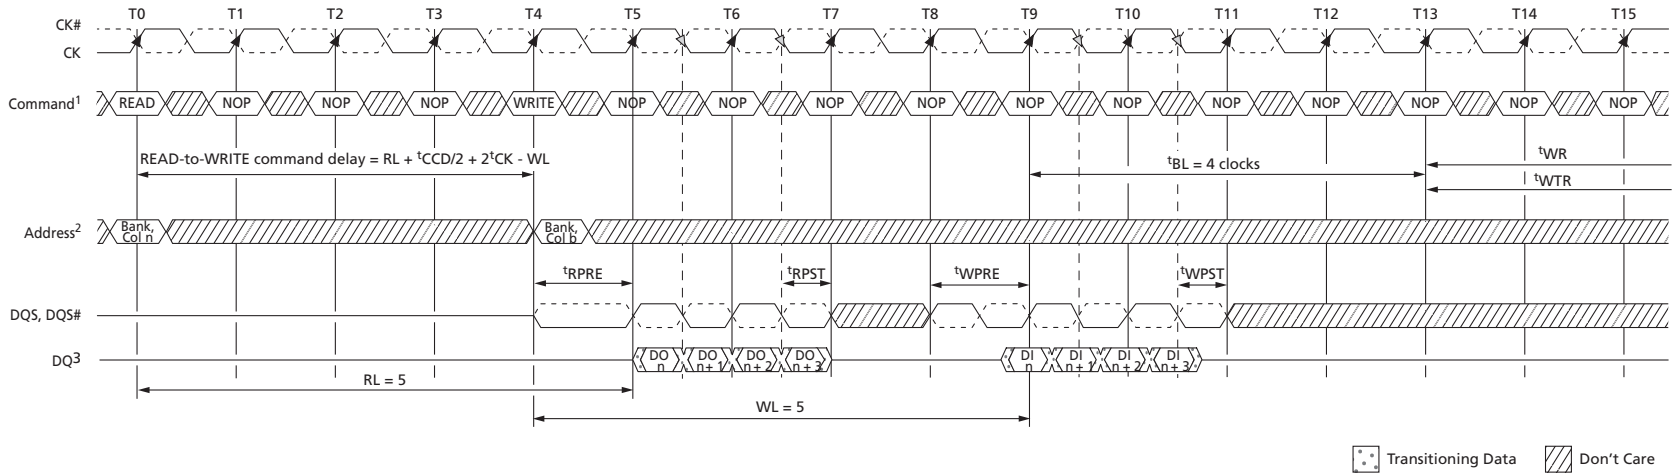 T0 T1 T2 T3 T4 T5 T6 T7 T8 T9 T10 T11 T12 T13 T14 T15
CK#
CK
Command1 READ NOP NOP NOP WRITE NOP NOP NOP NOP NOP NOP NOP NOP NOP NOP NOP
READ-to-WRITE command delay = RL + tCCD/2 + 2tCK - WL
tBL = 4 clocks
tWR
tWTR
Address2 Bank, Col n Bank, Col b
tRPRE tRPST tWPRE tWPST
DQS, DQS#
DQ3 DO n DO n + 1 DO n + 2 DO n + 3 DI n DI n + 1 DI n + 2 DI n + 3
RL = 5
WL = 5
Transitioning Data Don't Care